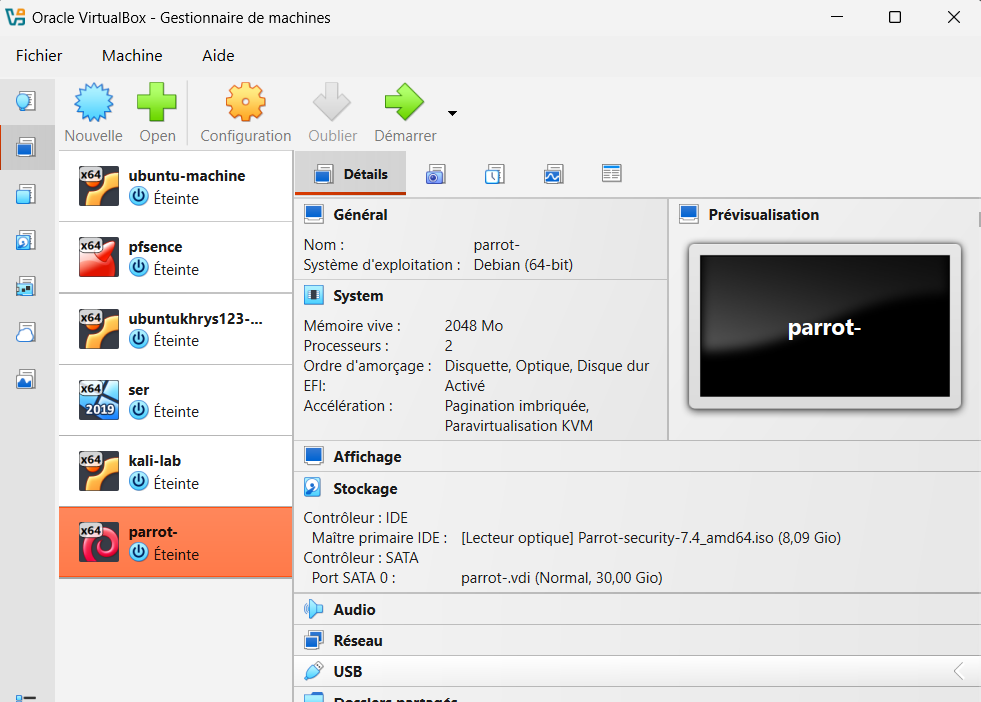 Oracle VirtualBox - Gestionnaire de machines
Fichier Machine Aide
Nouvelle Open Configuration Oublier Démarrer
x64 ubuntu-machine
Éteinte
x64 pfsence
Éteinte
x64 ubuntukhrys123-...
Éteinte
x64 2019 ser
Éteinte
x64 kali-lab
Éteinte
x64 parrot-
Éteinte
Détails
Général
Nom : parrot-
Système d'exploitation : Debian (64-bit)
System
Mémoire vive : 2048 Mo
Processeurs : 2
Ordre d'amorçage : Disquette, Optique, Disque dur
EFI: Activé
Accélération : Pagination imbriquée,
Paravirtualisation KVM
Prévisualisation
parrot-
Affichage
Stockage
Contrôleur : IDE
Maître primaire IDE : [Lecteur optique] Parrot-security-7.4_amd64.iso (8,09 Gio)
Contrôleur : SATA
Port SATA 0 : parrot-.vdi (Normal, 30,00 Gio)
Audio
Réseau
USB
Dossiers partagés